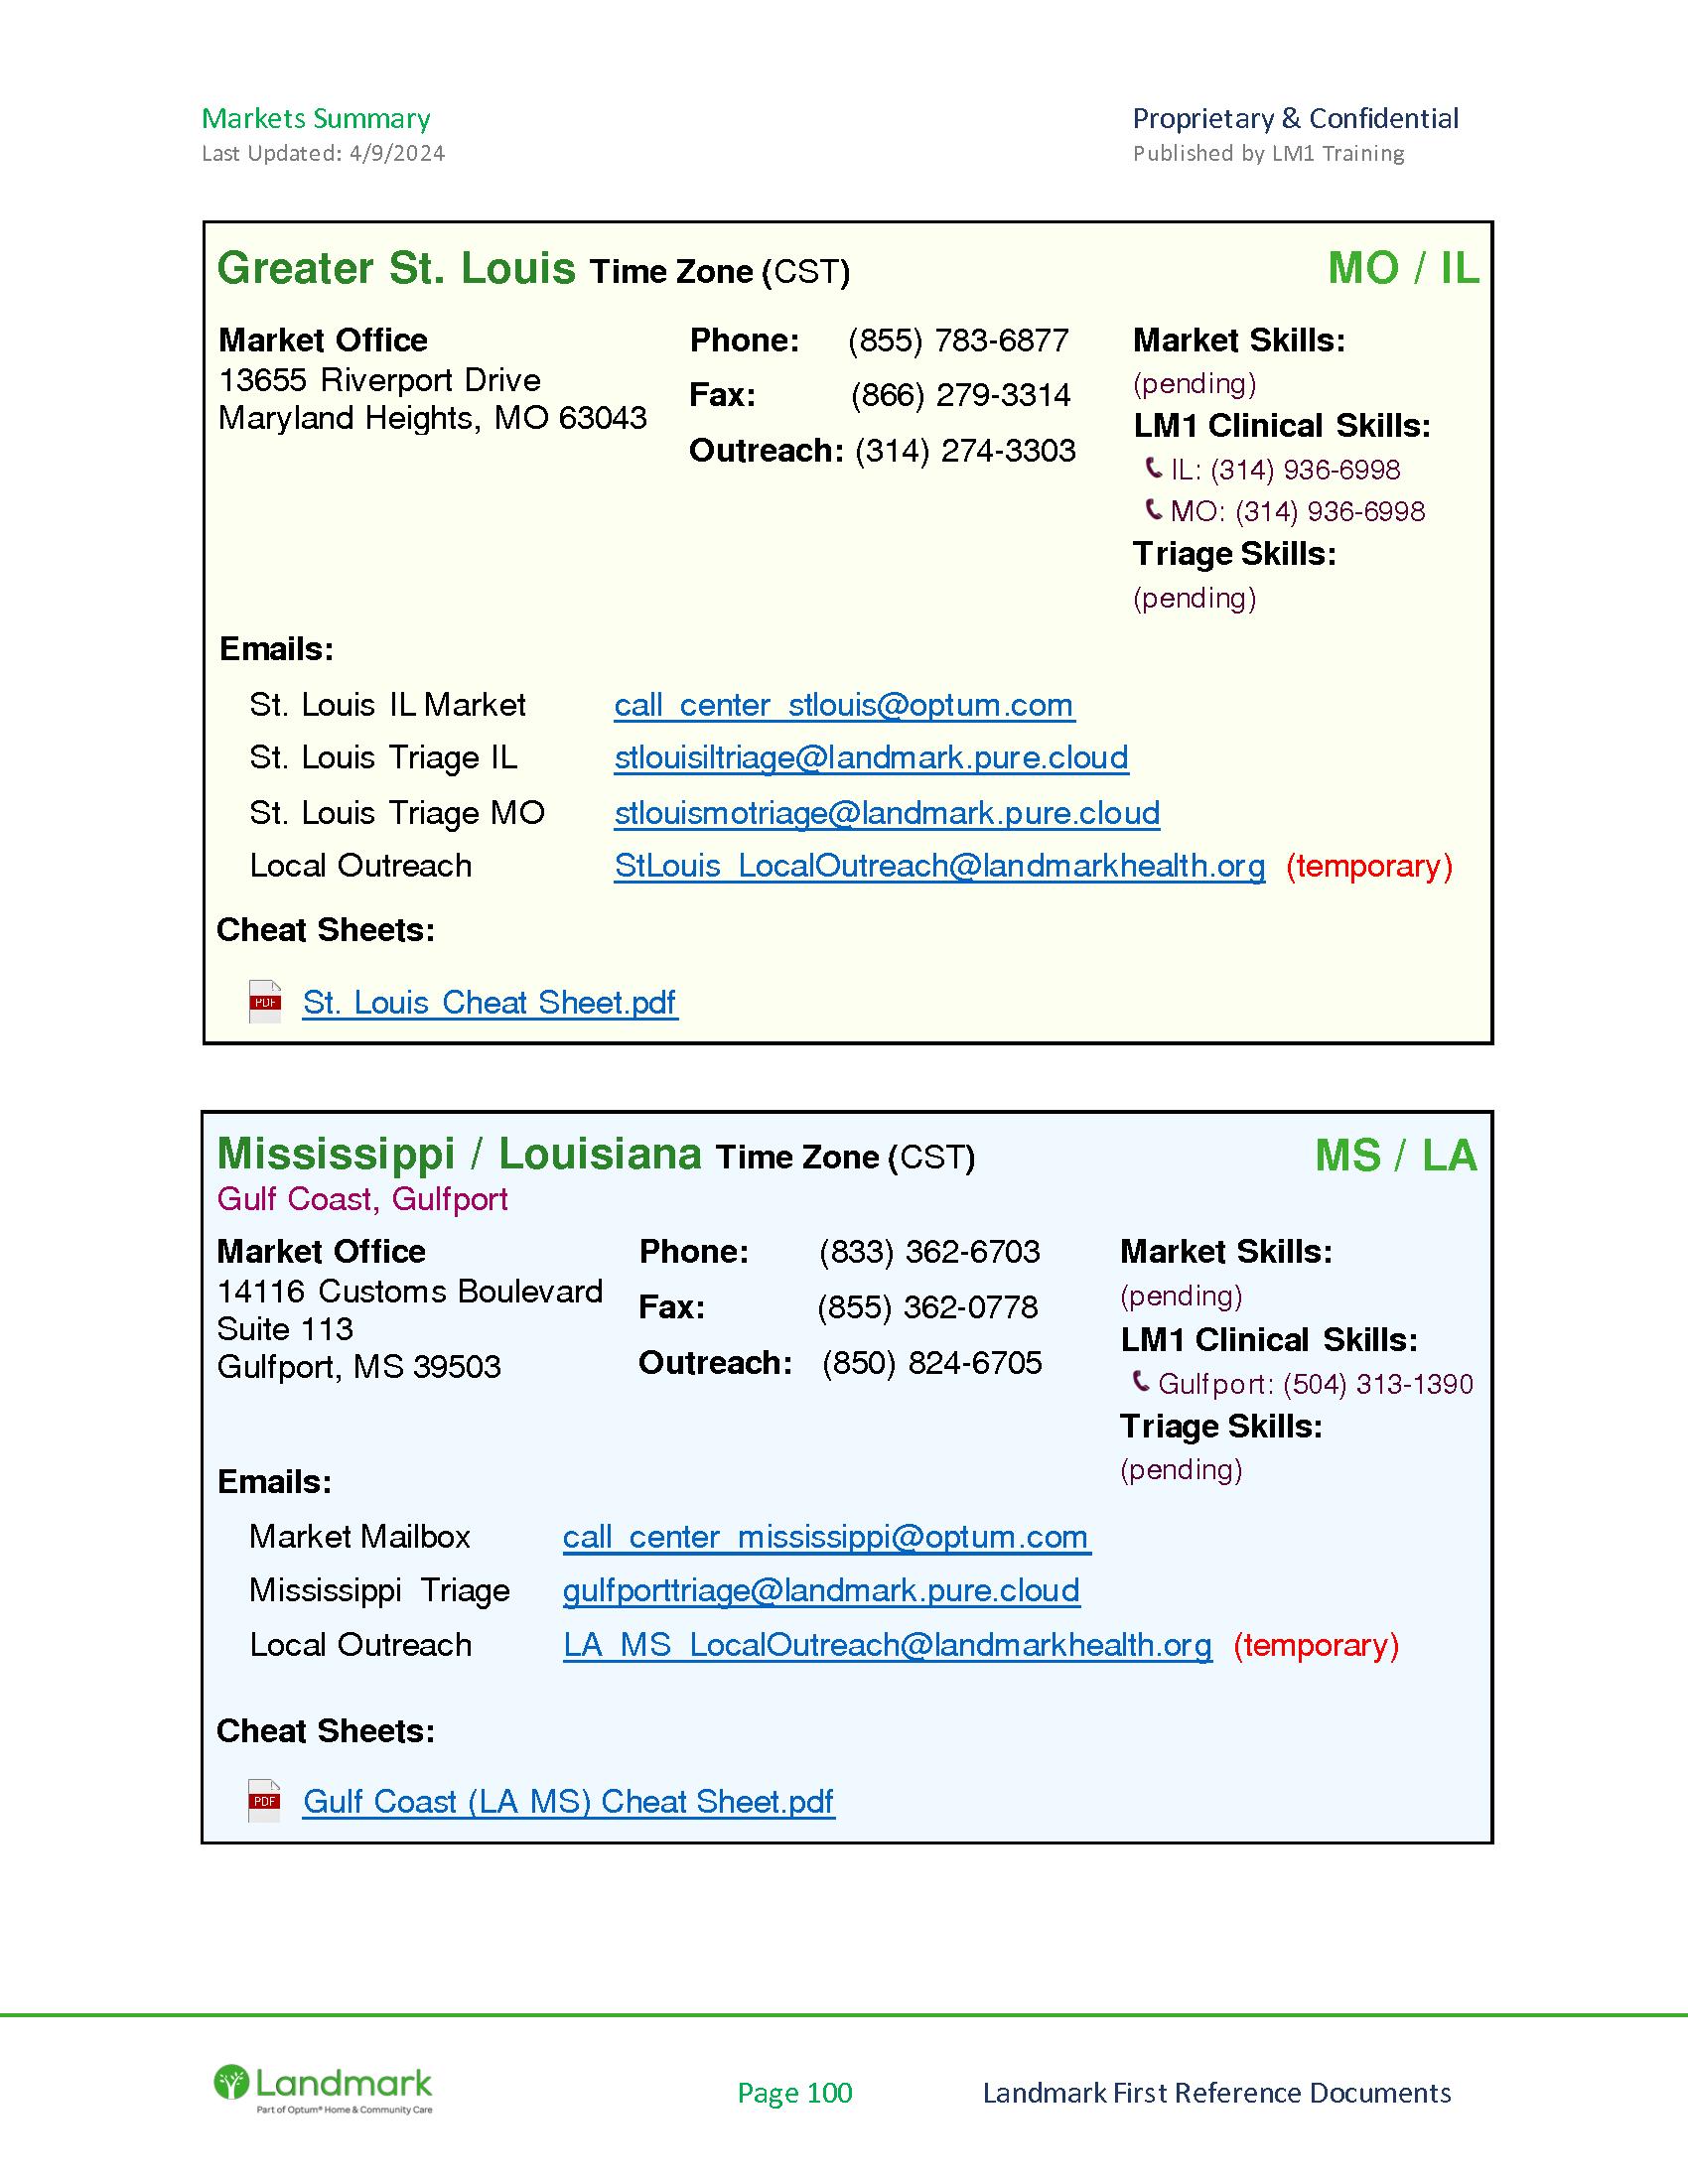 Markets Summary
Proprietary & Confidential
Last Updated: 4/9/2024
Published by LM1 Training
Greater St. Louis Time Zone (CST)
MO / IL
Market Office
13655 Riverport Drive
Maryland Heights, MO 63043
Phone: (855) 783-6877
Fax: (866) 279-3314
Outreach: (314) 274-3303
Market Skills:
(pending)
LM1 Clinical Skills:
IL: (314) 936-6998
MO: (314) 936-6998
Triage Skills:
(pending)
Emails:
St. Louis IL Market call_center_stlouis@optum.com
St. Louis Triage IL stlouisiltriage@landmark.pure.cloud
St. Louis Triage MO stlouismotriage@landmark.pure.cloud
Local Outreach StLouis_LocalOutreach@landmarkhealth.org (temporary)
Cheat Sheets:
PDF St. Louis Cheat Sheet.pdf
Mississippi / Louisiana Time Zone (CST)
MS / LA
Gulf Coast, Gulfport
Market Office
14116 Customs Boulevard
Suite 113
Gulfport, MS 39503
Phone: (833) 362-6703
Fax: (855) 362-0778
Outreach: (850) 824-6705
Market Skills:
(pending)
LM1 Clinical Skills:
Gulfport: (504) 313-1390
Triage Skills:
(pending)
Emails:
Market Mailbox call_center_mississippi@optum.com
Mississippi Triage gulfporttriage@landmark.pure.cloud
Local Outreach LA_MS_LocalOutreach@landmarkhealth.org (temporary)
Cheat Sheets:
PDF Gulf Coast (LA MS) Cheat Sheet.pdf
Landmark
Part of Optum® Home & Community Care
Page 100
Landmark First Reference Documents